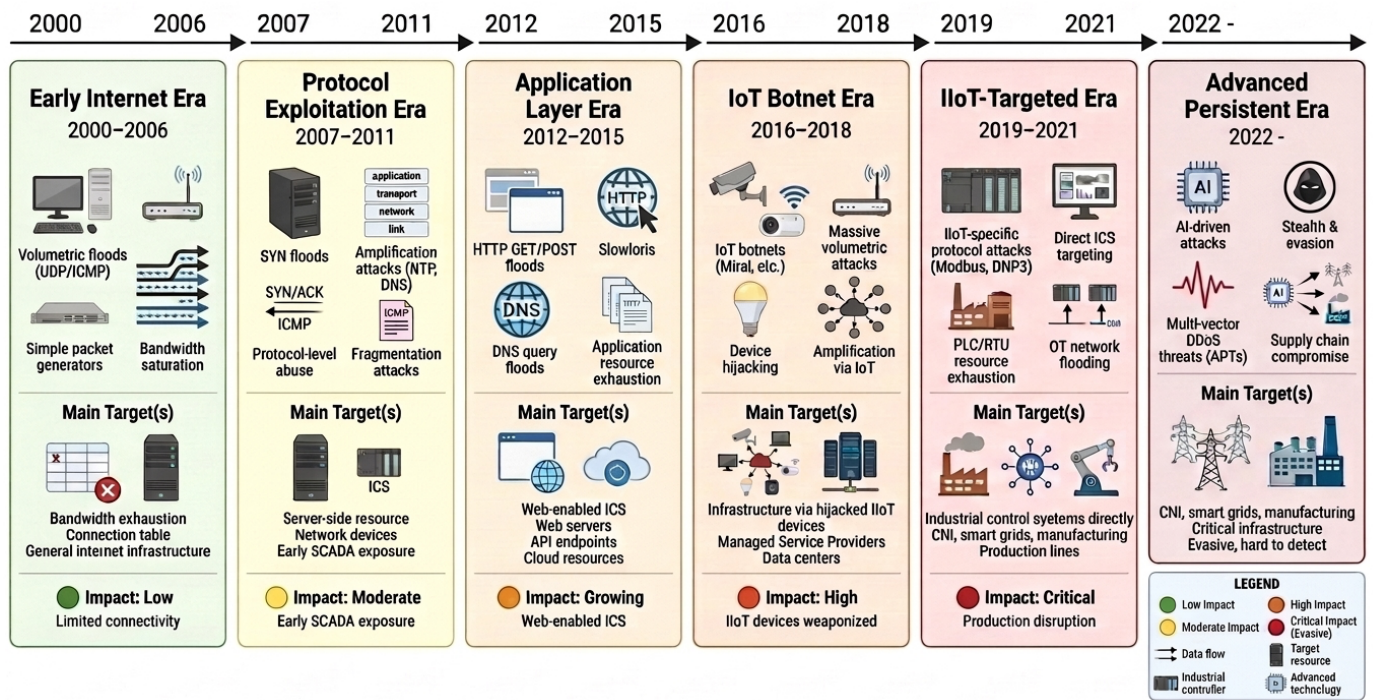 2000
2006
2007
2011
2012
2015
2016
2018
2019
2021
2022 -
Early Internet Era
2000–2006
Volumetric floods
(UDP/ICMP)
Simple packet
generators
Bandwidth
saturation
Main Target(s)
Bandwidth exhaustion
Connection table
General internet infrastructure
Impact: Low
Limited connectivity
Protocol
Exploitation Era
2007–2011
application
transport
network
link
SYN floods
Amplification
attacks (NTP,
DNS)
SYN/ACK
ICMP
ICMP
Protocol-level
abuse
Fragmentation
attacks
Main Target(s)
ICS
Server-side resource
Network devices
Early SCADA exposure
Impact: Moderate
Early SCADA exposure
Application
Layer Era
2012–2015
HTTP
HTTP GET/POST
floods
Slowloris
DNS
DNS query
floods
Application
resource
exhaustion
Main Target(s)
Web-enabled ICS
Web servers
API endpoints
Cloud resources
Impact: Growing
Web-enabled ICS
IoT Botnet Era
2016–2018
IoT botnets
(Miral, etc.)
Massive
volumetric
attacks
Device
hijacking
Amplification
via IoT
Main Target(s)
Infrastructure via hijacked IIoT
devices
Managed Service Providers
Data centers
Impact: High
IIoT devices weaponized
IIoT-Targeted Era
2019–2021
IIoT-specific
protocol attacks
(Modbus, DNP3)
Direct ICS
targeting
PLC/RTU
resource
exhaustion
OT network
flooding
Main Target(s)
Industrial control syetems directly
CNI, smart grids, manufacturing
Production lines
Impact: Critical
Production disruption
Advanced
Persistent Era
2022 -
AI
AI-driven
attacks
Stealth &
evasion
AI
Multi-vector
DDoS
threats (APTs)
Supply chain
compromise
Main Target(s)
CNI, smart grids, manufacturing
Critical infrastructure
Evasive, hard to detect
LEGEND
Low Impact
High Impact
Moderate Impact
Critical Impact
(Evasive)
Data flow
Target
resource
Industrial
contrufler
Advanced
technclgy